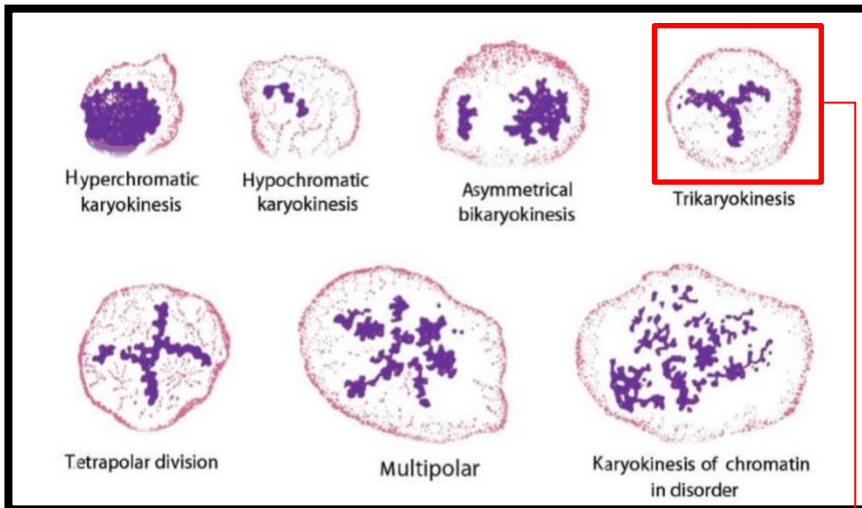 Hyperchromatic
karyokinesis
Hypochromatic
karyokinesis
Asymmetrical
bikaryokinesis
Trikaryokinesis
Tetrapolar division
Multipolar
Karyokinesis of chromatin
in disorder